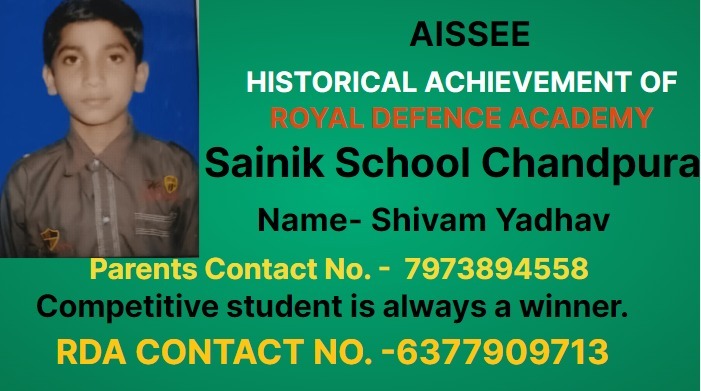 AISSEE
HISTORICAL ACHIEVEMENT OF
ROYAL DEFENCE ACADEMY
Sainik School Chandpura
Name- Shivam Yadhav
Parents Contact No. - 7973894558
Competitive student is always a winner.
RDA CONTACT NO. -6377909713